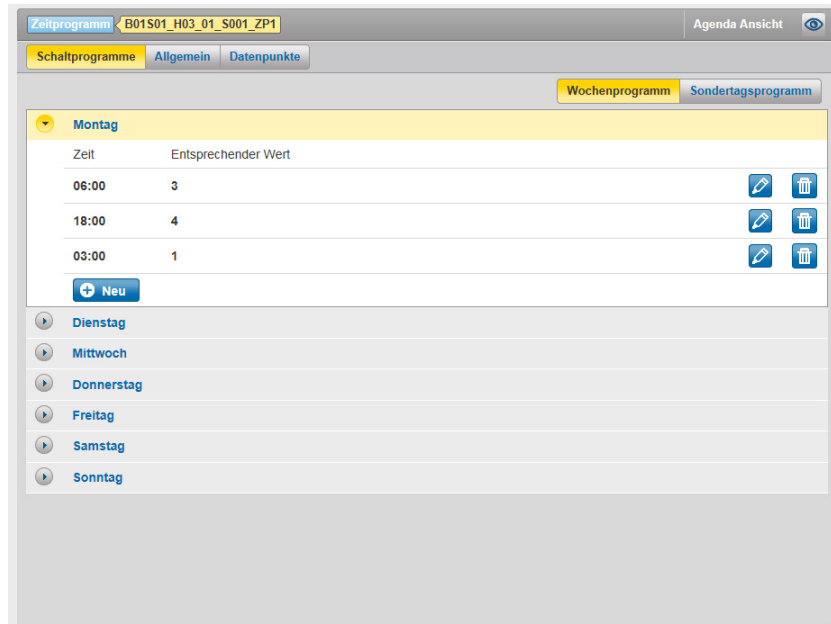 Zeitprogramm B01S01_H03_01_S001_ZP1 Agenda Ansicht
Schaltprogramme Allgemein Datenpunkte
Wochenprogramm Sondertagsprogramm
Montag
Zeit Entsprechender Wert
06:00 3
18:00 4
03:00 1
Neu
Dienstag
Mittwoch
Donnerstag
Freitag
Samstag
Sonntag